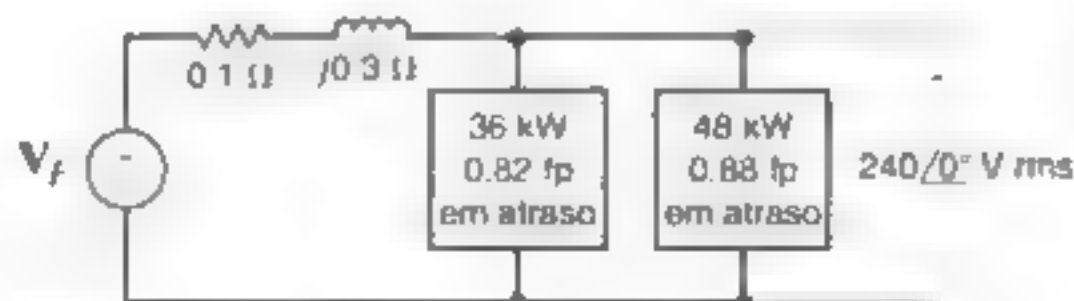 0.1 Ω
j0.3 Ω
V_f
36 kW
0.82 fp
em atraso
48 kW
0.88 fp
em atraso
240/0° V rms